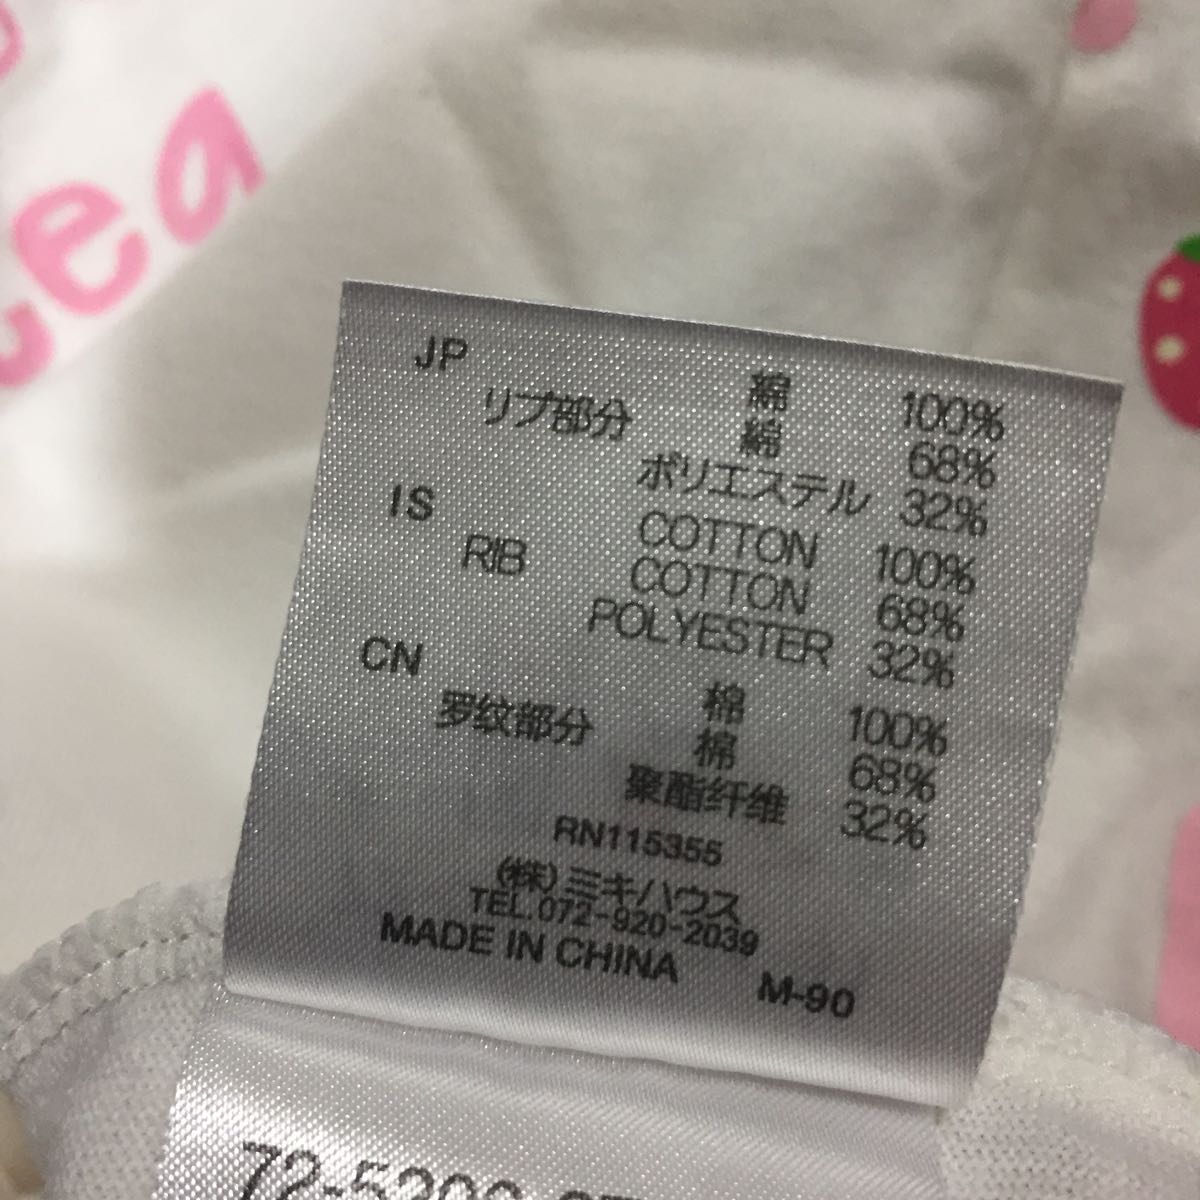 ea
JP 綿 100%
リブ部分 綿 68%
ポリエステル 32%
IS COTTON 100%
RIB COTTON 68%
POLYESTER 32%
CN 棉 100%
罗纹部分 棉 68%
聚酯纤维 32%
RN115355
(株)ミキハウス
TEL.072-920-2039
MADE IN CHINA M-90